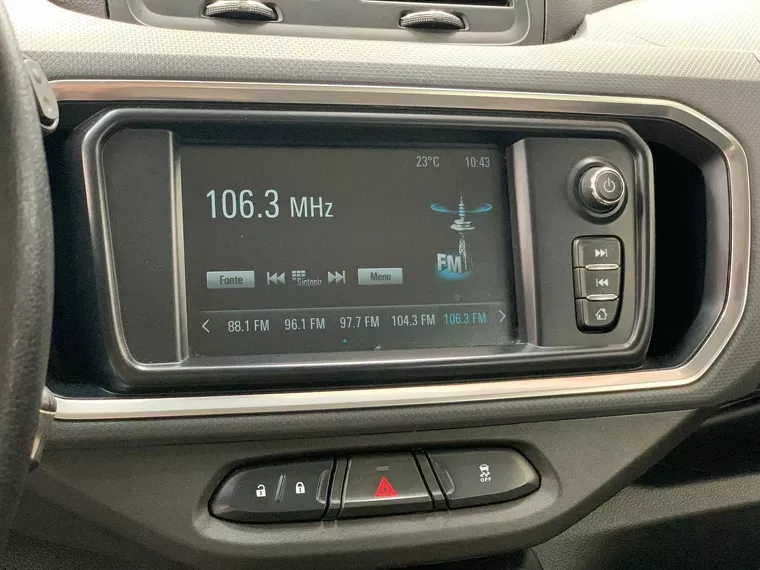 23°C 10:43
106.3 MHz
FM
Fonte Sintonir Menu
88.1 FM 96.1 FM 97.7 FM 104.3 FM 106.3 FM
OFF